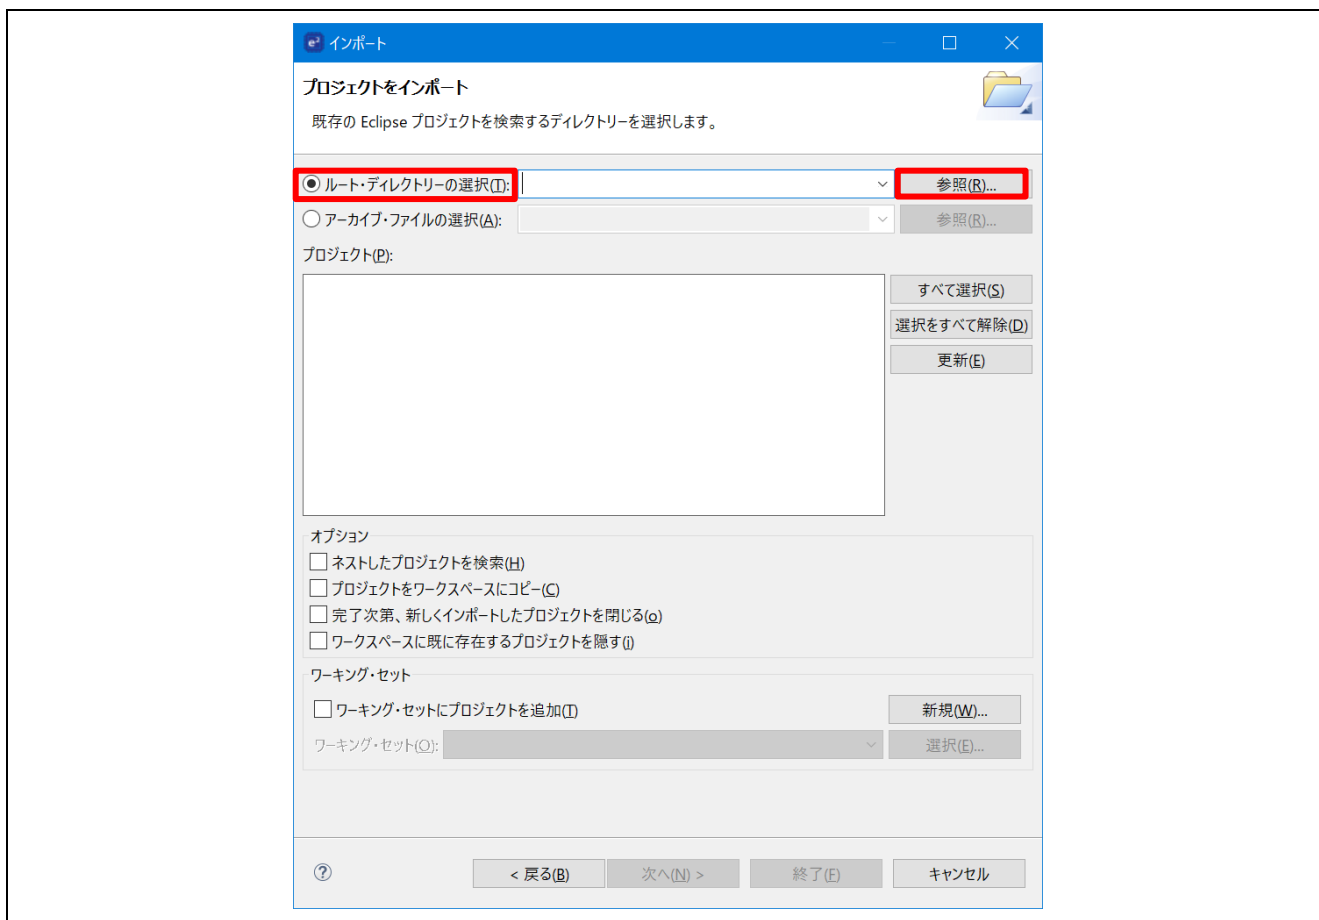 e² インポート
プロジェクトをインポート
既存の Eclipse プロジェクトを検索するディレクトリーを選択します。
ルート・ディレクトリーの選択(T): 参照(R)...
アーカイブ・ファイルの選択(A): 参照(R)...
プロジェクト(P):
すべて選択(S)
選択をすべて解除(D)
更新(E)
オプション
ネストしたプロジェクトを検索(H)
プロジェクトをワークスペースにコピー(C)
完了次第、新しくインポートしたプロジェクトを閉じる(o)
ワークスペースに既に存在するプロジェクトを隠す(i)
ワーキング・セット
ワーキング・セットにプロジェクトを追加(T) 新規(W)...
ワーキング・セット(O): 選択(E)...
? < 戻る(B) 次へ(N) > 終了(F) キャンセル